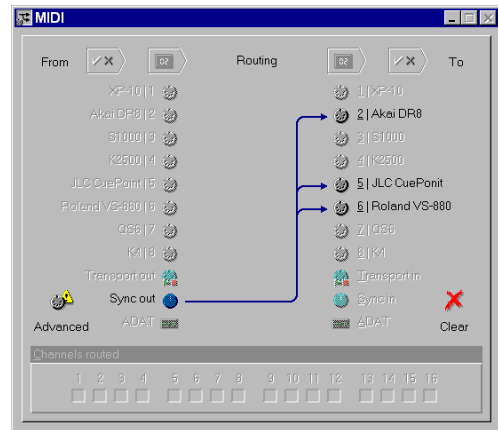 MIDI
From Routing To
XP-10 | 1 1 | XP-10
Akai DR8 | 2 2 | Akai DR8
S1000 | 3 3 | S1000
K2500 | 4 4 | K2500
JLC CuePoint | 5 5 | JLC CuePonit
Roland VS-880 | 6 6 | Roland VS-880
QS6 | 7 7 | QS6
K4 | 8 8 | K4
Transport out Transport in
Sync out Sync in
Advanced ADAT ADAT Clear
Channels routed
1 2 3 4 5 6 7 8 9 10 11 12 13 14 15 16